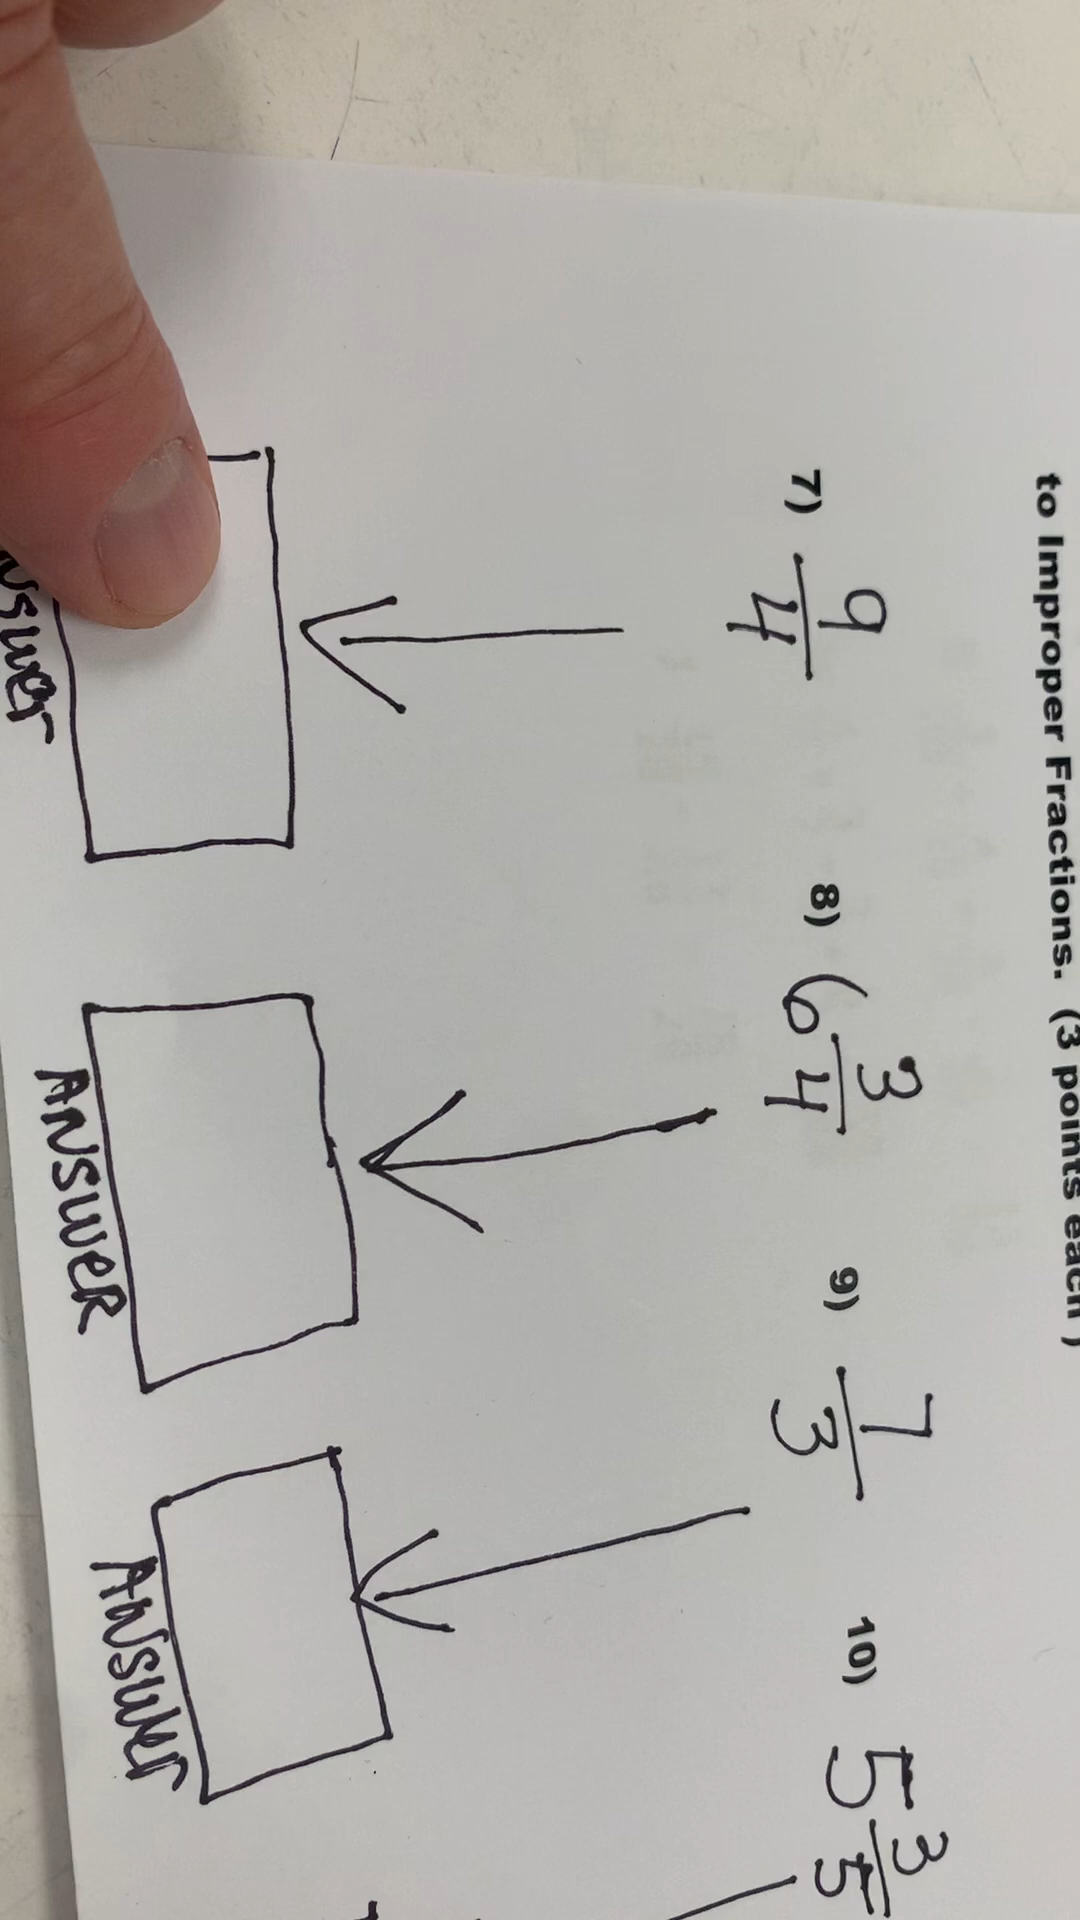 to Improper Fractions. (3 points each)
7) 9/4 8) 6 3/4 9) 7/3 10) 5 3/5
ANSWER Answer